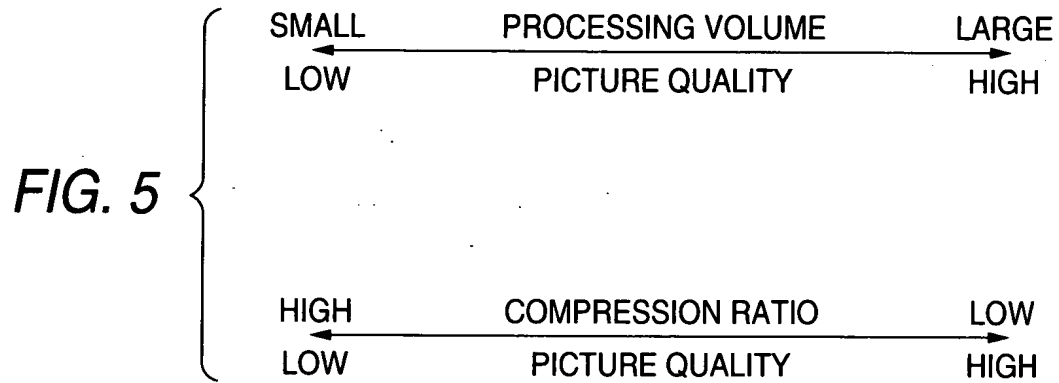 SMALL PROCESSING VOLUME LARGE
LOW PICTURE QUALITY HIGH
FIG. 5
HIGH COMPRESSION RATIO LOW
LOW PICTURE QUALITY HIGH